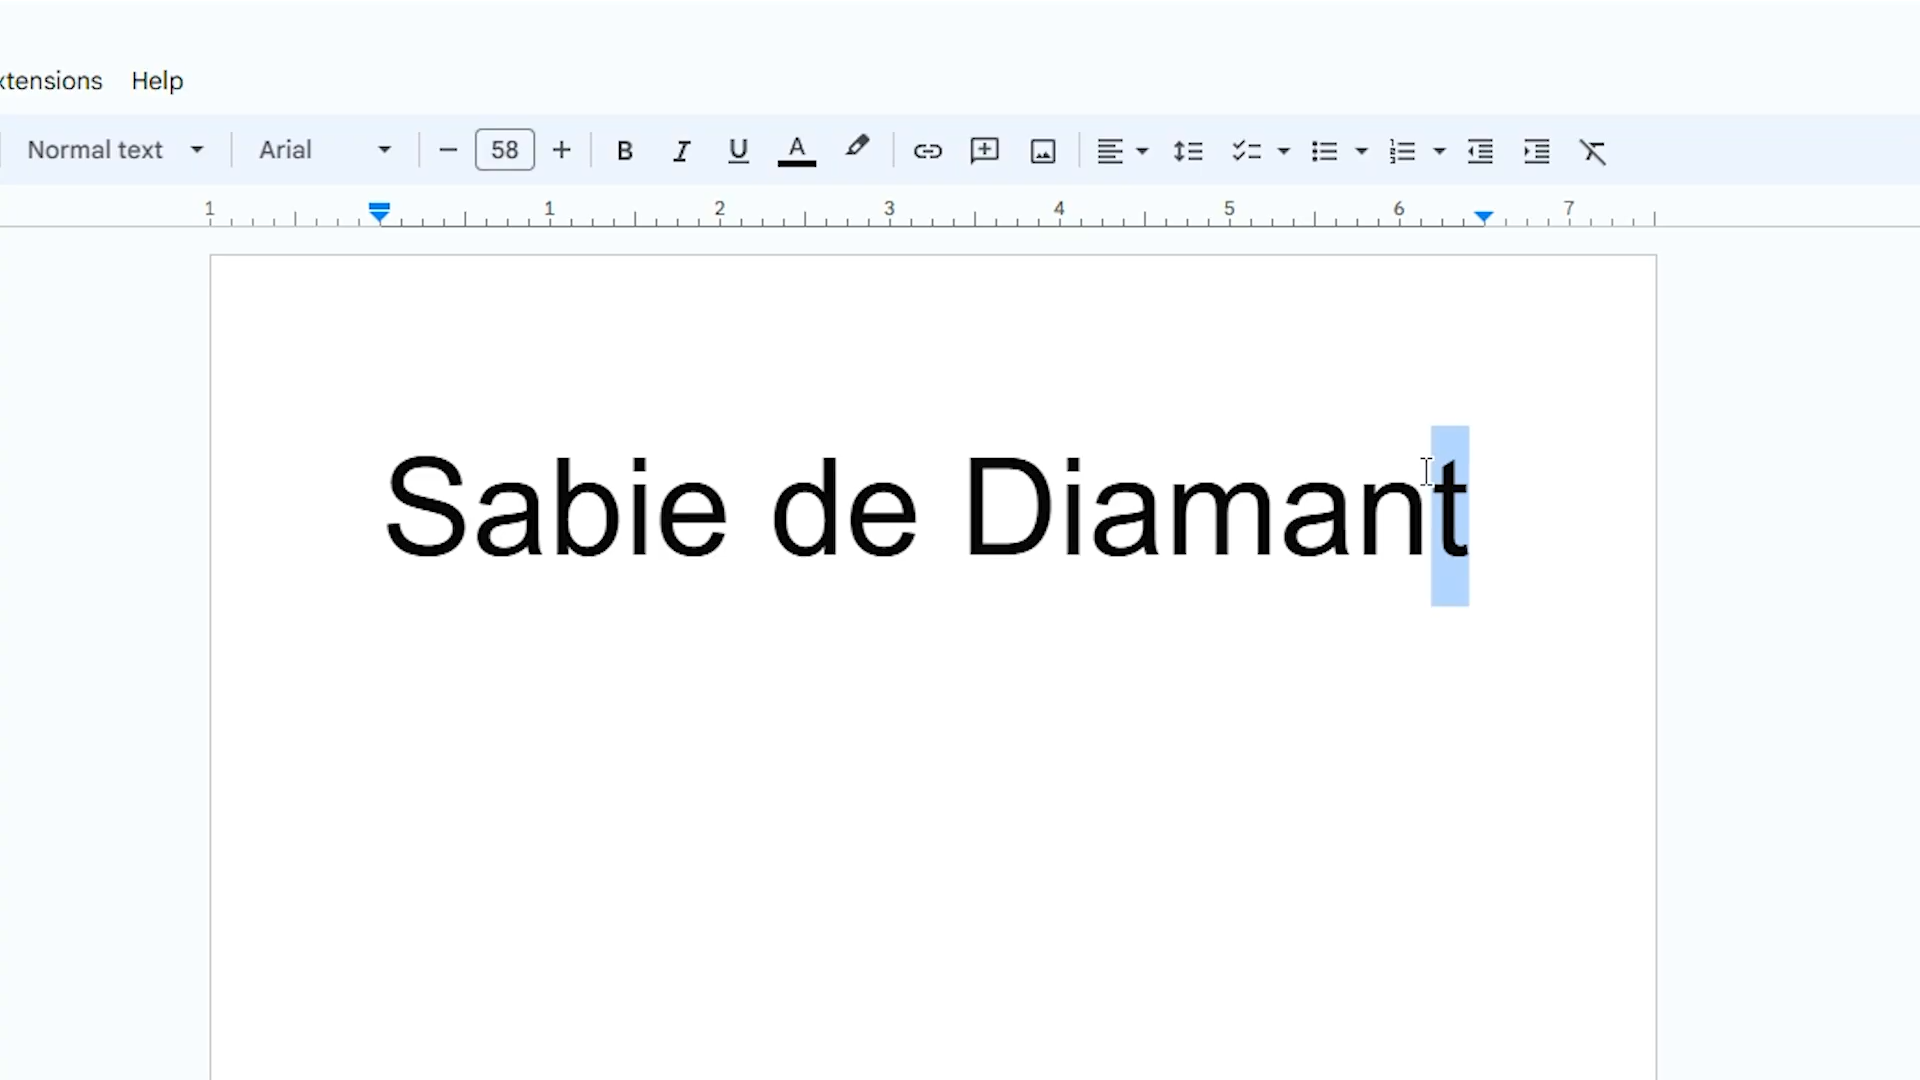 xtensions Help
Normal text Arial 58 B I U A
1 1 2 3 4 5 6 7
Sabie de Diamant